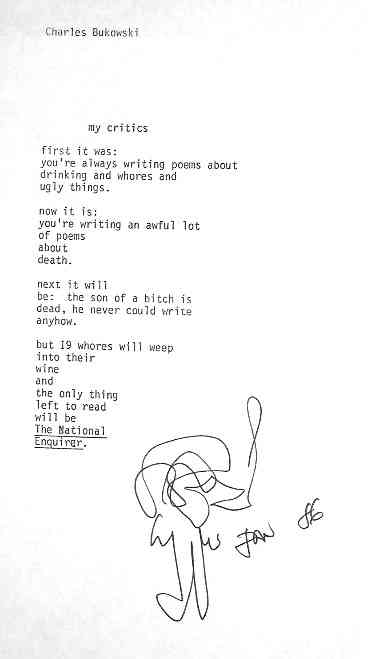 Charles Bukowski
my critics
first it was:
you're always writing poems about
drinking and whores and
ugly things.
now it is:
you're writing an awful lot
of poems
about
death.
next it will
be:  the son of a bitch is
dead, he never could write
anyhow.
but 19 whores will weep
into their
wine
and
the only thing
left to read
will be
The National
Enquirer.
JAN 86